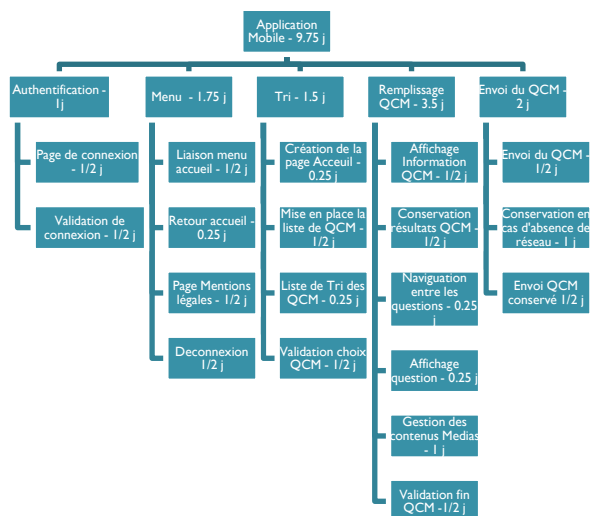 Application
Mobile - 9.75 j
Authentification -
1j
Menu - 1.75 j
Tri - 1.5 j
Remplissage
QCM - 3.5 j
Envoi du QCM -
2 j
Page de connexion
- 1/2 j
Validation de
connexion - 1/2 j
Liaison menu
accueil - 1/2 j
Retour accueil -
0.25 j
Page Mentions
légales - 1/2 j
Deconnexion
1/2 j
Création de la
page Acceuil -
0.25 j
Mise en place la
liste de QCM -
1/2 j
Liste de Tri des
QCM - 0.25 j
Validation choix
QCM - 1/2 j
Affichage
Information
QCM - 1/2 j
Conservation
résultats QCM -
1/2 j
Naviguation
entre les
questions - 0.25
j
Affichage
question - 0.25 j
Gestion des
contenus Medias
- 1 j
Validation fin
QCM -1/2 j
Envoi du QCM -
1/2 j
Conservation en
cas d'absence de
réseau - 1 j
Envoi QCM
conservé 1/2 j